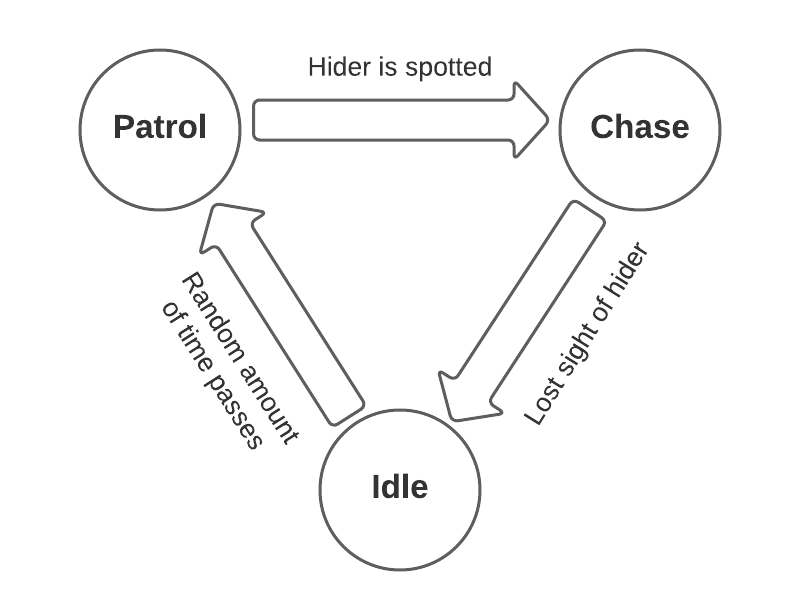 Hider is spotted
Patrol
Chase
Lost sight of hider
Random amount
of time passes
Idle